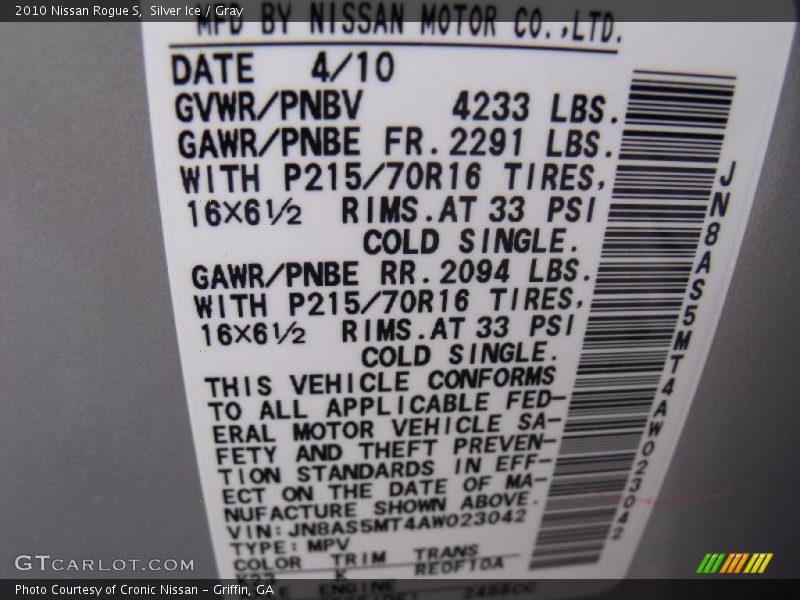 2010 Nissan Rogue S, Silver Ice / Gray
MFD BY NISSAN MOTOR CO.,LTD.
DATE 4/10
GVWR/PNBV 4233 LBS.
GAWR/PNBE FR. 2291 LBS.
WITH P215/70R16 TIRES,
16×6½ RIMS. AT 33 PSI
COLD SINGLE.
GAWR/PNBE RR. 2094 LBS.
WITH P215/70R16 TIRES,
16×6½ RIMS. AT 33 PSI
COLD SINGLE.
THIS VEHICLE CONFORMS
TO ALL APPLICABLE FED-
ERAL MOTOR VEHICLE SA-
FETY AND THEFT PREVEN-
TION STANDARDS IN EFF-
ECT ON THE DATE OF MA-
NUFACTURE SHOWN ABOVE.
VIN: JN8AS5MT4AW023042
TYPE: MPV
COLOR TRIM TRANS
K23 K RE0F10A
ENGINE
2488CC
JN8AS5MT4AW023042
GTCARLOT.COM
Photo Courtesy of Cronic Nissan - Griffin, GA